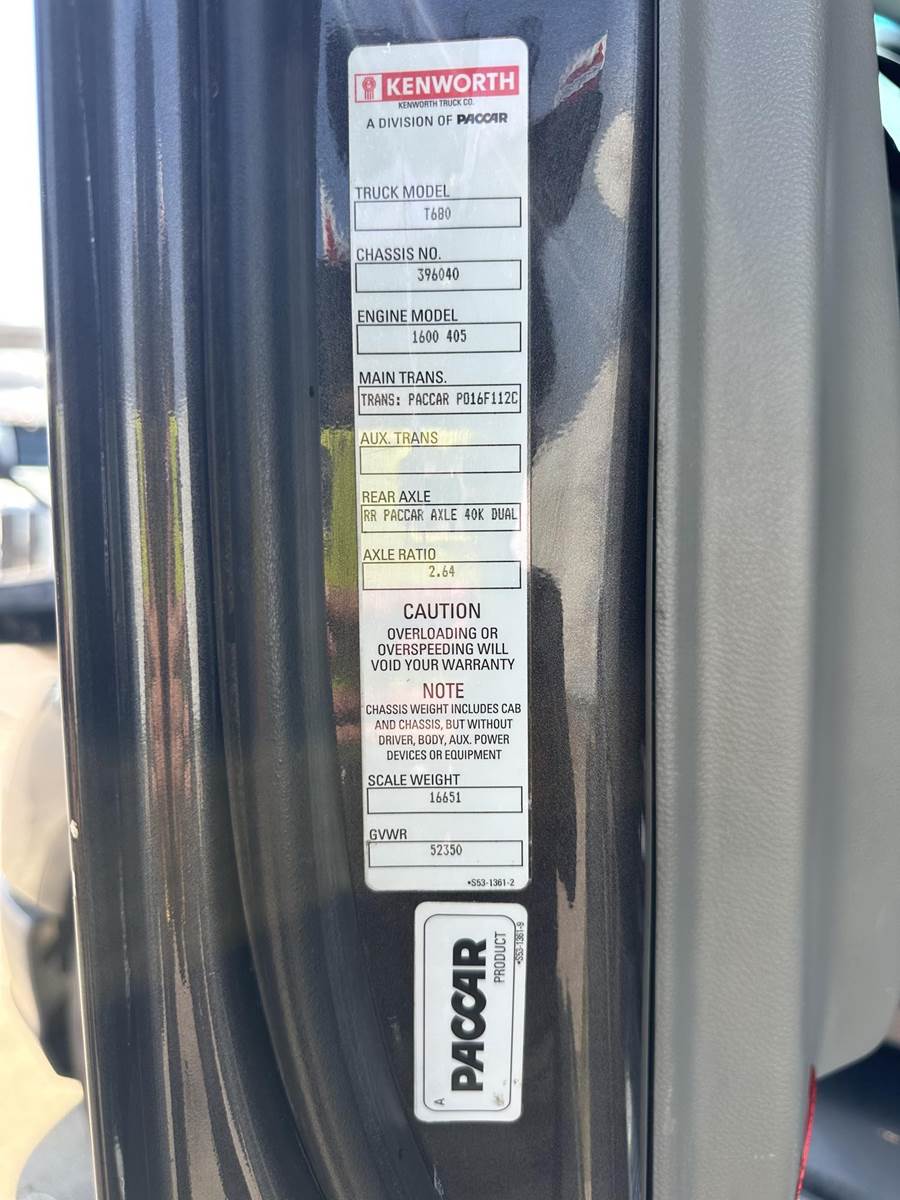 KENWORTH
KENWORTH TRUCK CO.
A DIVISION OF PACCAR
TRUCK MODEL
T680
CHASSIS NO.
396040
ENGINE MODEL
1600 405
MAIN TRANS.
TRANS: PACCAR PO16F112C
AUX. TRANS
REAR AXLE
RR PACCAR AXLE 40K DUAL
AXLE RATIO
2.64
CAUTION
OVERLOADING OR
OVERSPEEDING WILL
VOID YOUR WARRANTY
NOTE
CHASSIS WEIGHT INCLUDES CAB
AND CHASSIS, BUT WITHOUT
DRIVER, BODY, AUX. POWER
DEVICES OR EQUIPMENT
SCALE WEIGHT
16651
GVWR
52350
*S53-1361-2
A
PACCAR
PRODUCT
*S53-1361-9